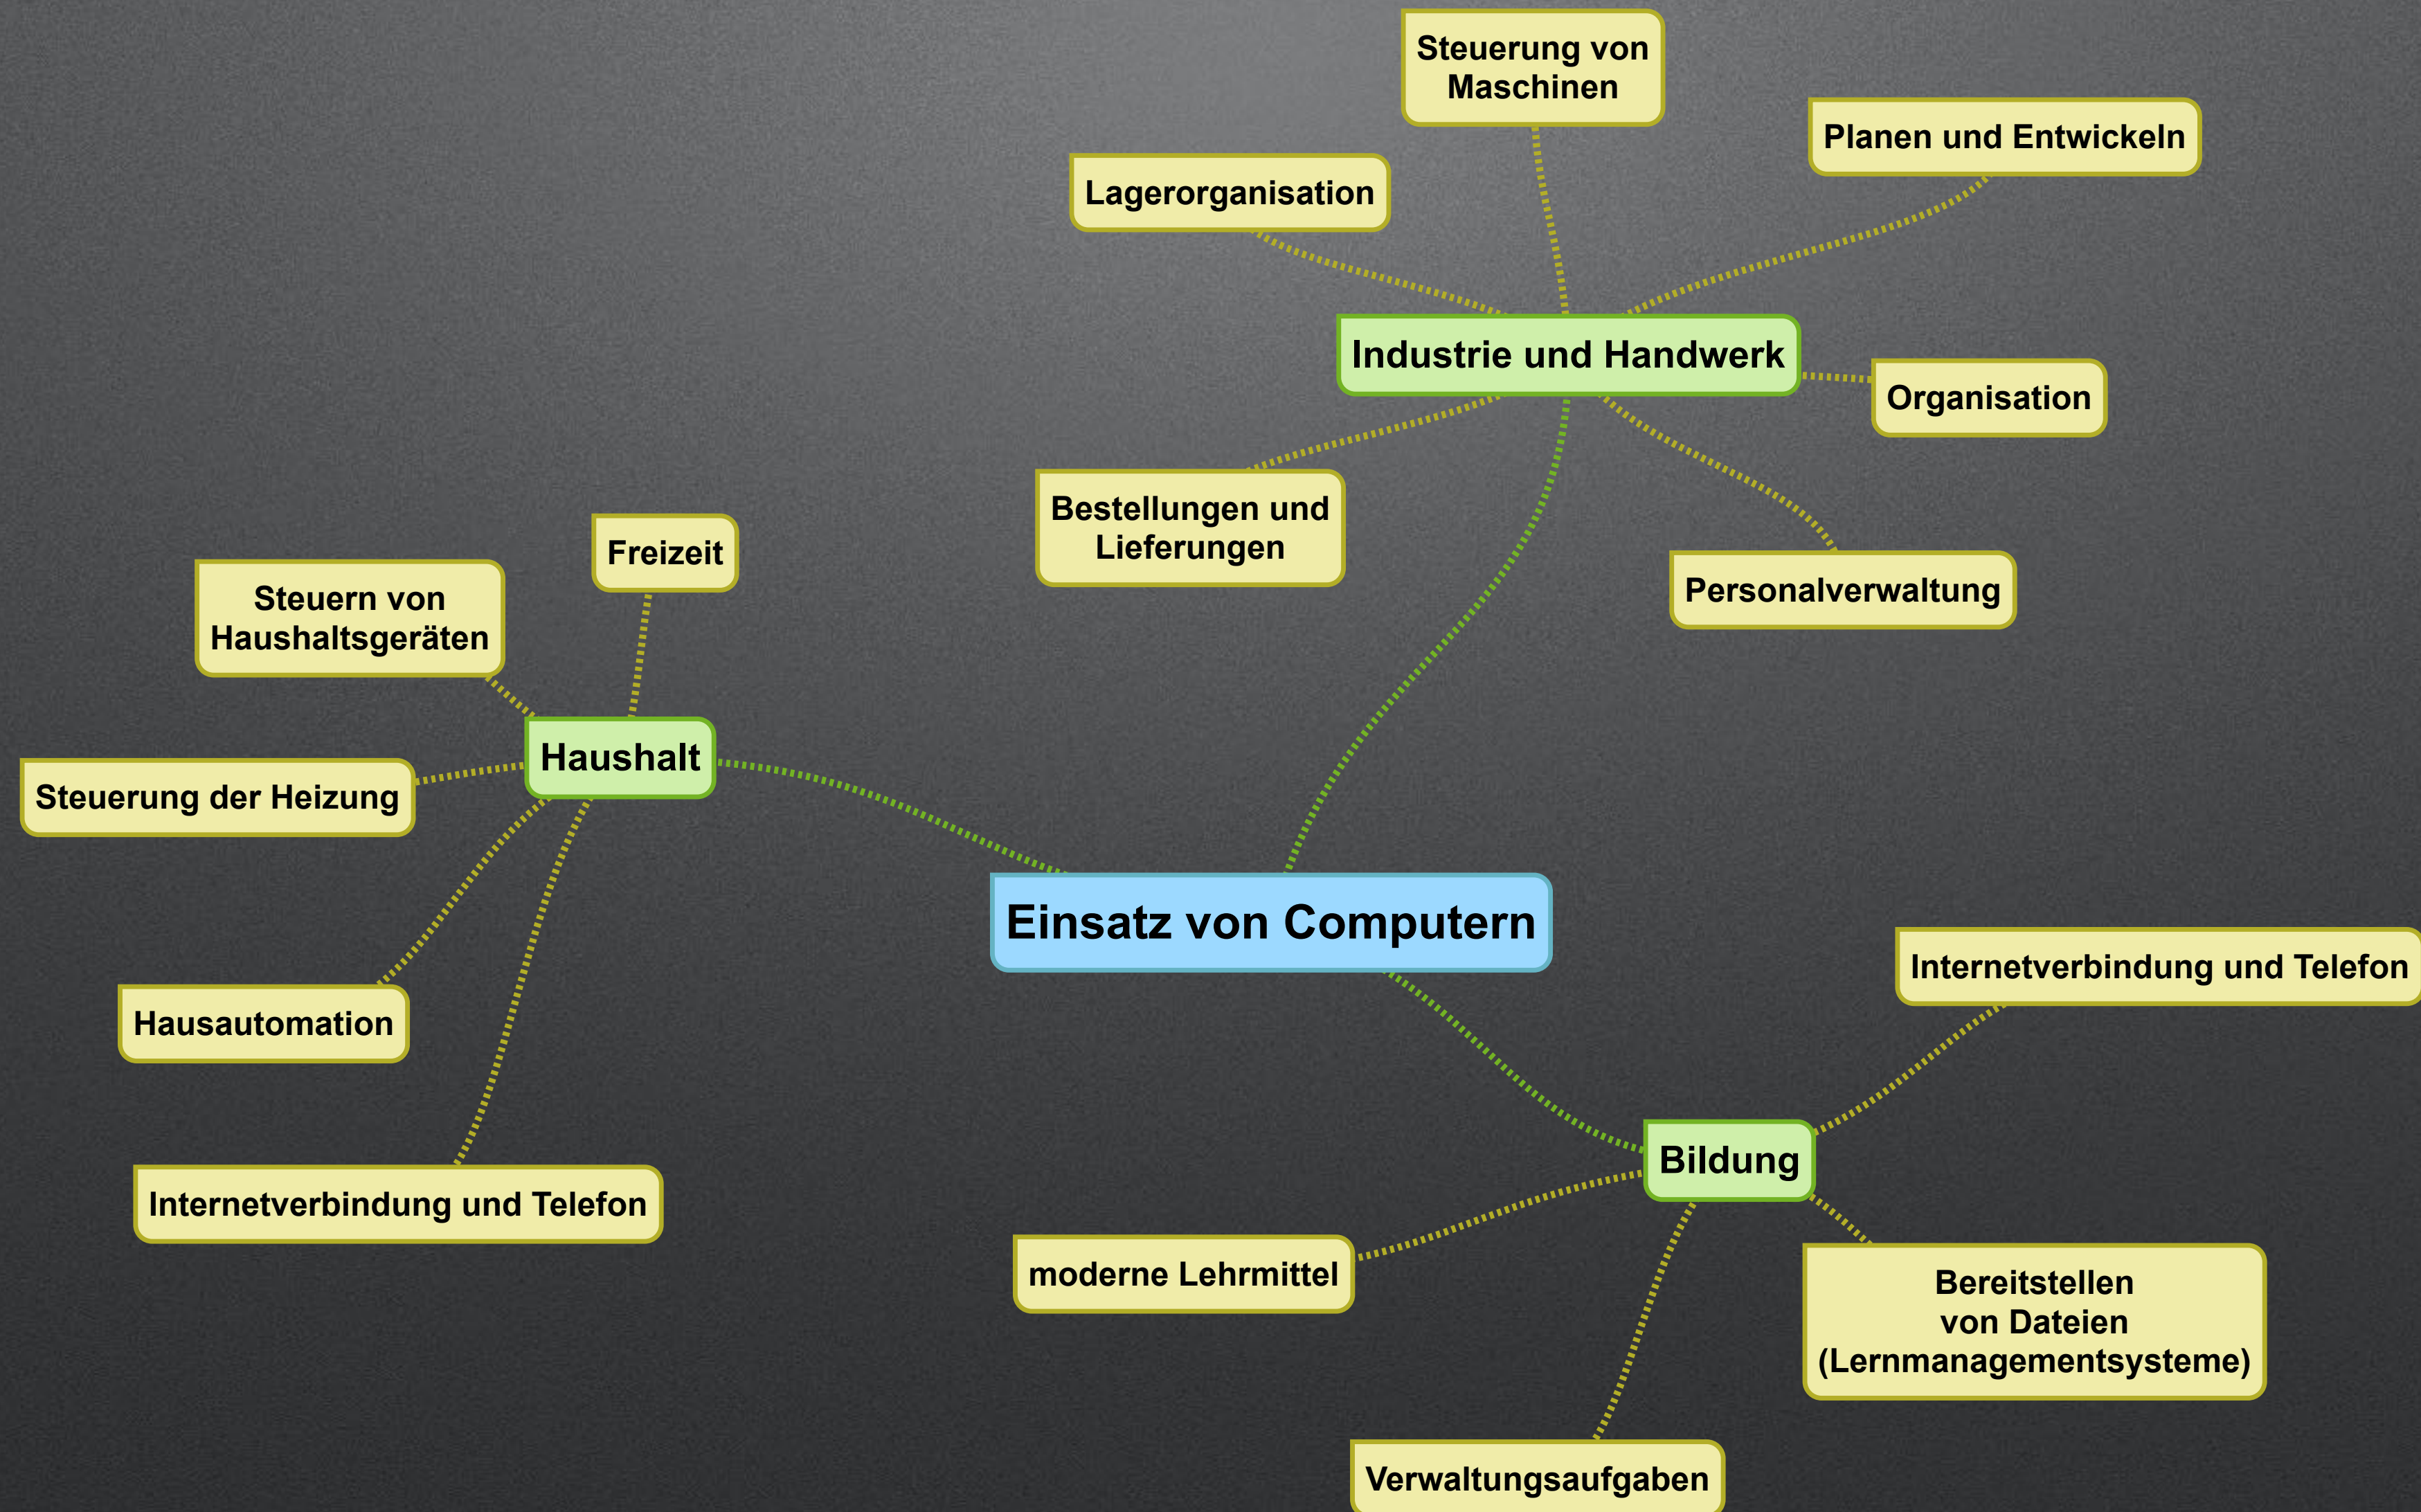 Steuerung von
Maschinen
Planen und Entwickeln
Lagerorganisation
Industrie und Handwerk
Organisation
Bestellungen und
Lieferungen
Personalverwaltung
Freizeit
Steuern von
Haushaltsgeräten
Haushalt
Steuerung der Heizung
Hausautomation
Internetverbindung und Telefon
Einsatz von Computern
Internetverbindung und Telefon
Bildung
moderne Lehrmittel
Bereitstellen
von Dateien
(Lernmanagementsysteme)
Verwaltungsaufgaben